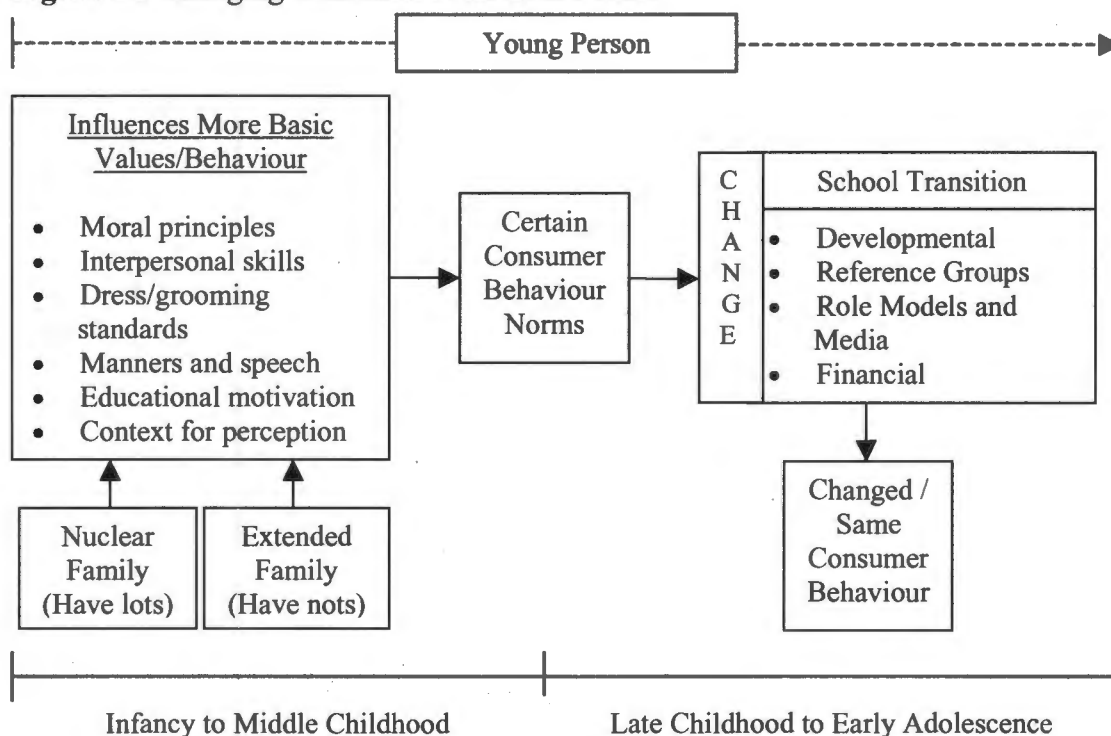 Young Person
Influences More Basic
Values/Behaviour
• Moral principles
• Interpersonal skills
• Dress/grooming
standards
• Manners and speech
• Educational motivation
• Context for perception
Certain
Consumer
Behaviour
Norms
C
H
A
N
G
E
School Transition
• Developmental
• Reference Groups
• Role Models and
Media
• Financial
Nuclear
Family
(Have lots)
Extended
Family
(Have nots)
Changed /
Same
Consumer
Behaviour
Infancy to Middle Childhood
Late Childhood to Early Adolescence